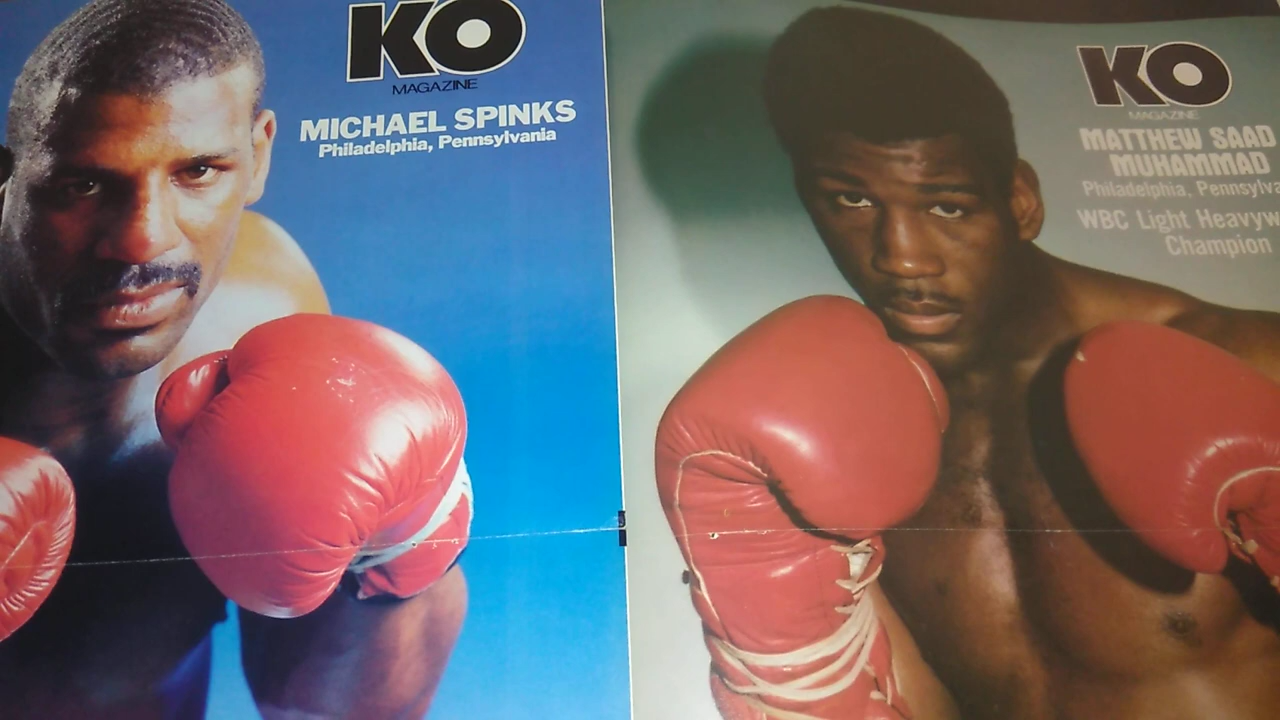 KO
MAGAZINE
MICHAEL SPINKS
Philadelphia, Pennsylvania
KO
MAGAZINE
MATTHEW SAAD
MUHAMMAD
Philadelphia, Pennsylva
WBC Light Heavyw
Champion